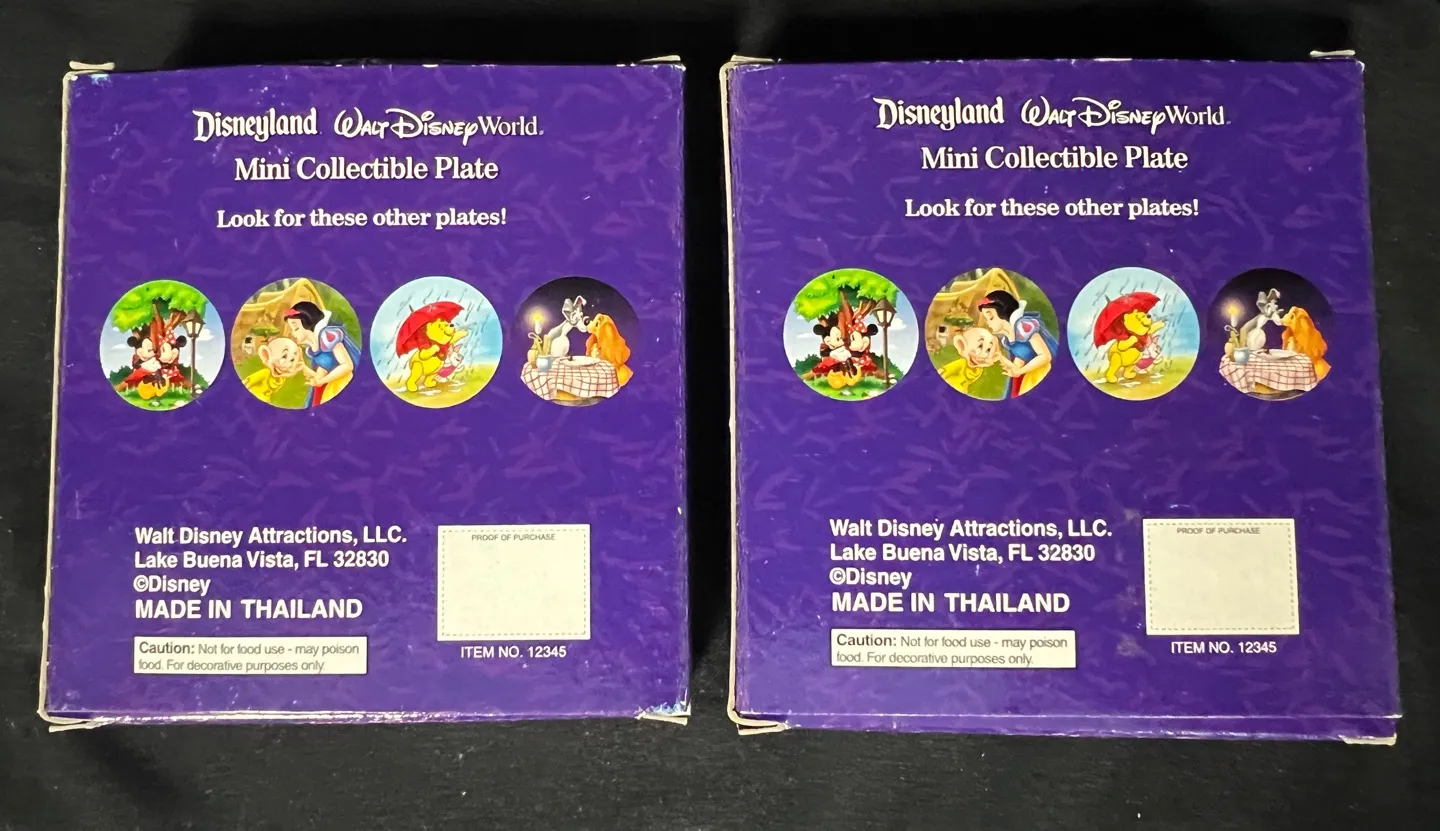 Disneyland Walt Disney World®
Mini Collectible Plate
Look for these other plates!
Walt Disney Attractions, LLC.
Lake Buena Vista, FL 32830
©Disney
MADE IN THAILAND
Caution: Not for food use - may poison
food. For decorative purposes only.
PROOF OF PURCHASE
ITEM NO. 12345
Disneyland Walt Disney World®
Mini Collectible Plate
Look for these other plates!
Walt Disney Attractions, LLC.
Lake Buena Vista, FL 32830
©Disney
MADE IN THAILAND
Caution: Not for food use - may poison
food. For decorative purposes only.
PROOF OF PURCHASE
ITEM NO. 12345